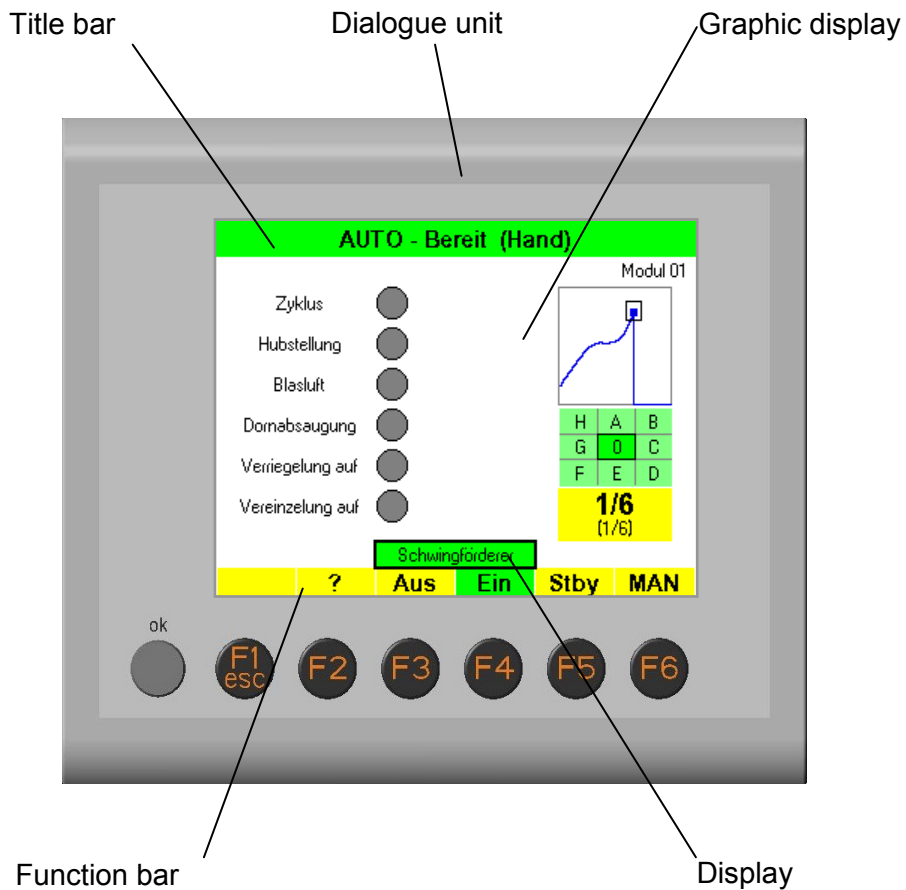 Title bar Dialogue unit Graphic display
AUTO - Bereit (Hand)
Modul 01
Zyklus
Hubstellung
Blasluft
Dornabsaugung
Verriegelung auf
Vereinzelung auf
H A B
G 0 C
F E D
1/6
(1/6)
Schwingförderer
? Aus Ein Stby MAN
ok
F1 esc F2 F3 F4 F5 F6
Function bar Display